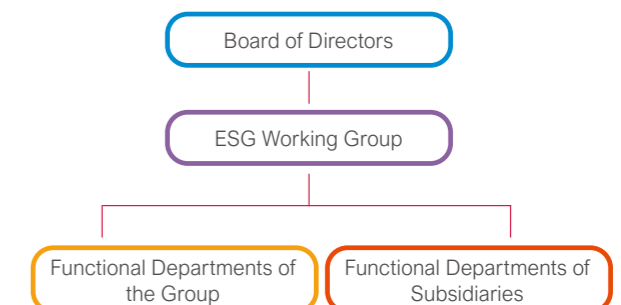 Board of Directors
ESG Working Group
Functional Departments of
the Group
Functional Departments of
Subsidiaries